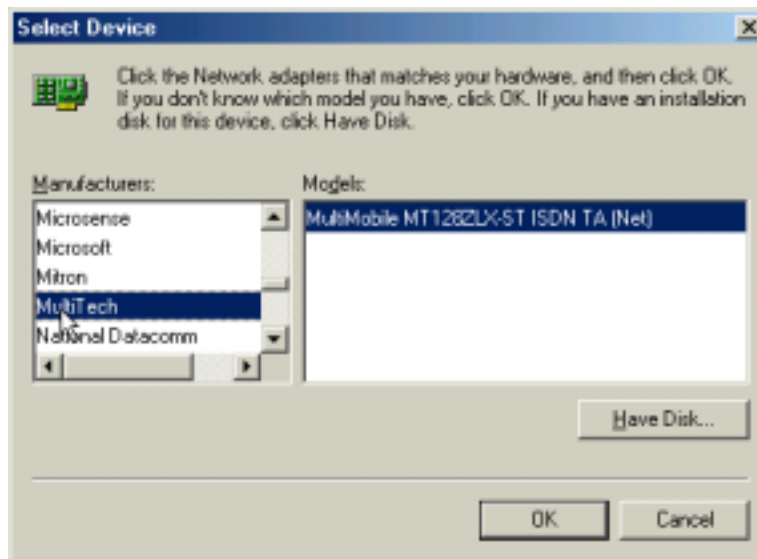 Select Device
Click the Network adapters that matches your hardware, and then click OK.
If you don't know which model you have, click OK. If you have an installation
disk for this device, click Have Disk.
Manufacturers:
Models:
Microsense
Microsoft
Mitron
MultiTech
National Datacomm
MultiMobile MT128ZLX-ST ISDN TA (Net)
Have Disk...
OK
Cancel